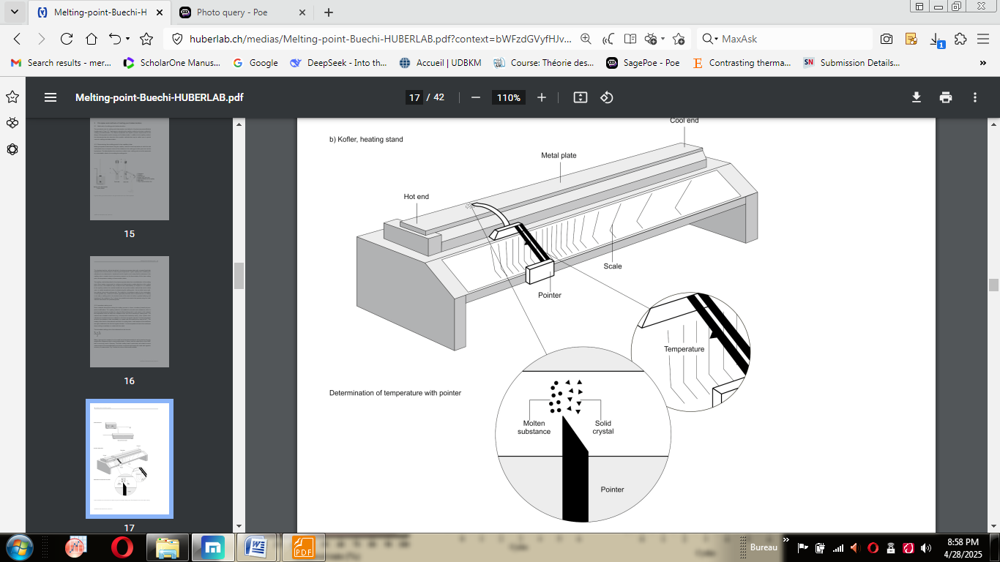 Melting-point-Buechi-H
Photo query - Poe
huberlab.ch/medias/Melting-point-Buechi-HUBERLAB.pdf?context=bWFzdGVyfHJv...
MaxAsk
1
Search results - mer...
ScholarOne Manus...
Google
DeepSeek - Into th...
Accueil | UDBKM
Course: Théorie des...
SagePoe - Poe
Contrasting therma...
SN
Submission Details...
Melting-point-Buechi-HUBERLAB.pdf
17 / 42
110%
15
16
17
b) Kofler, heating stand
Cool end
Metal plate
Hot end
Scale
Pointer
Temperature
Determination of temperature with pointer
Molten
substance
Solid
crystal
Pointer
PDF
Bureau
8:58 PM
4/28/2025